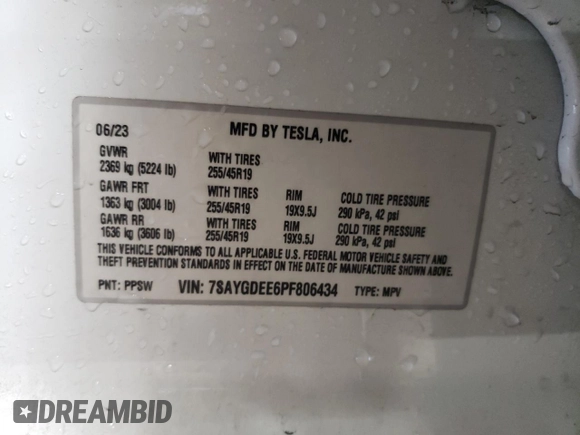 06/23 MFD BY TESLA, INC.
GVWR WITH TIRES
2369 kg (5224 lb) 255/45R19
GAWR FRT WITH TIRES RIM COLD TIRE PRESSURE
1363 kg (3004 lb) 255/45R19 19X9.5J 290 kPa, 42 psi
GAWR RR WITH TIRES RIM COLD TIRE PRESSURE
1636 kg (3606 lb) 255/45R19 19X9.5J 290 kPa, 42 psi
THIS VEHICLE CONFORMS TO ALL APPLICABLE U.S. FEDERAL MOTOR VEHICLE SAFETY AND
THEFT PREVENTION STANDARDS IN EFFECT ON THE DATE OF MANUFACTURE SHOWN ABOVE.
PNT: PPSW VIN: 7SAYGDEE6PF806434 TYPE: MPV
DREAMBID